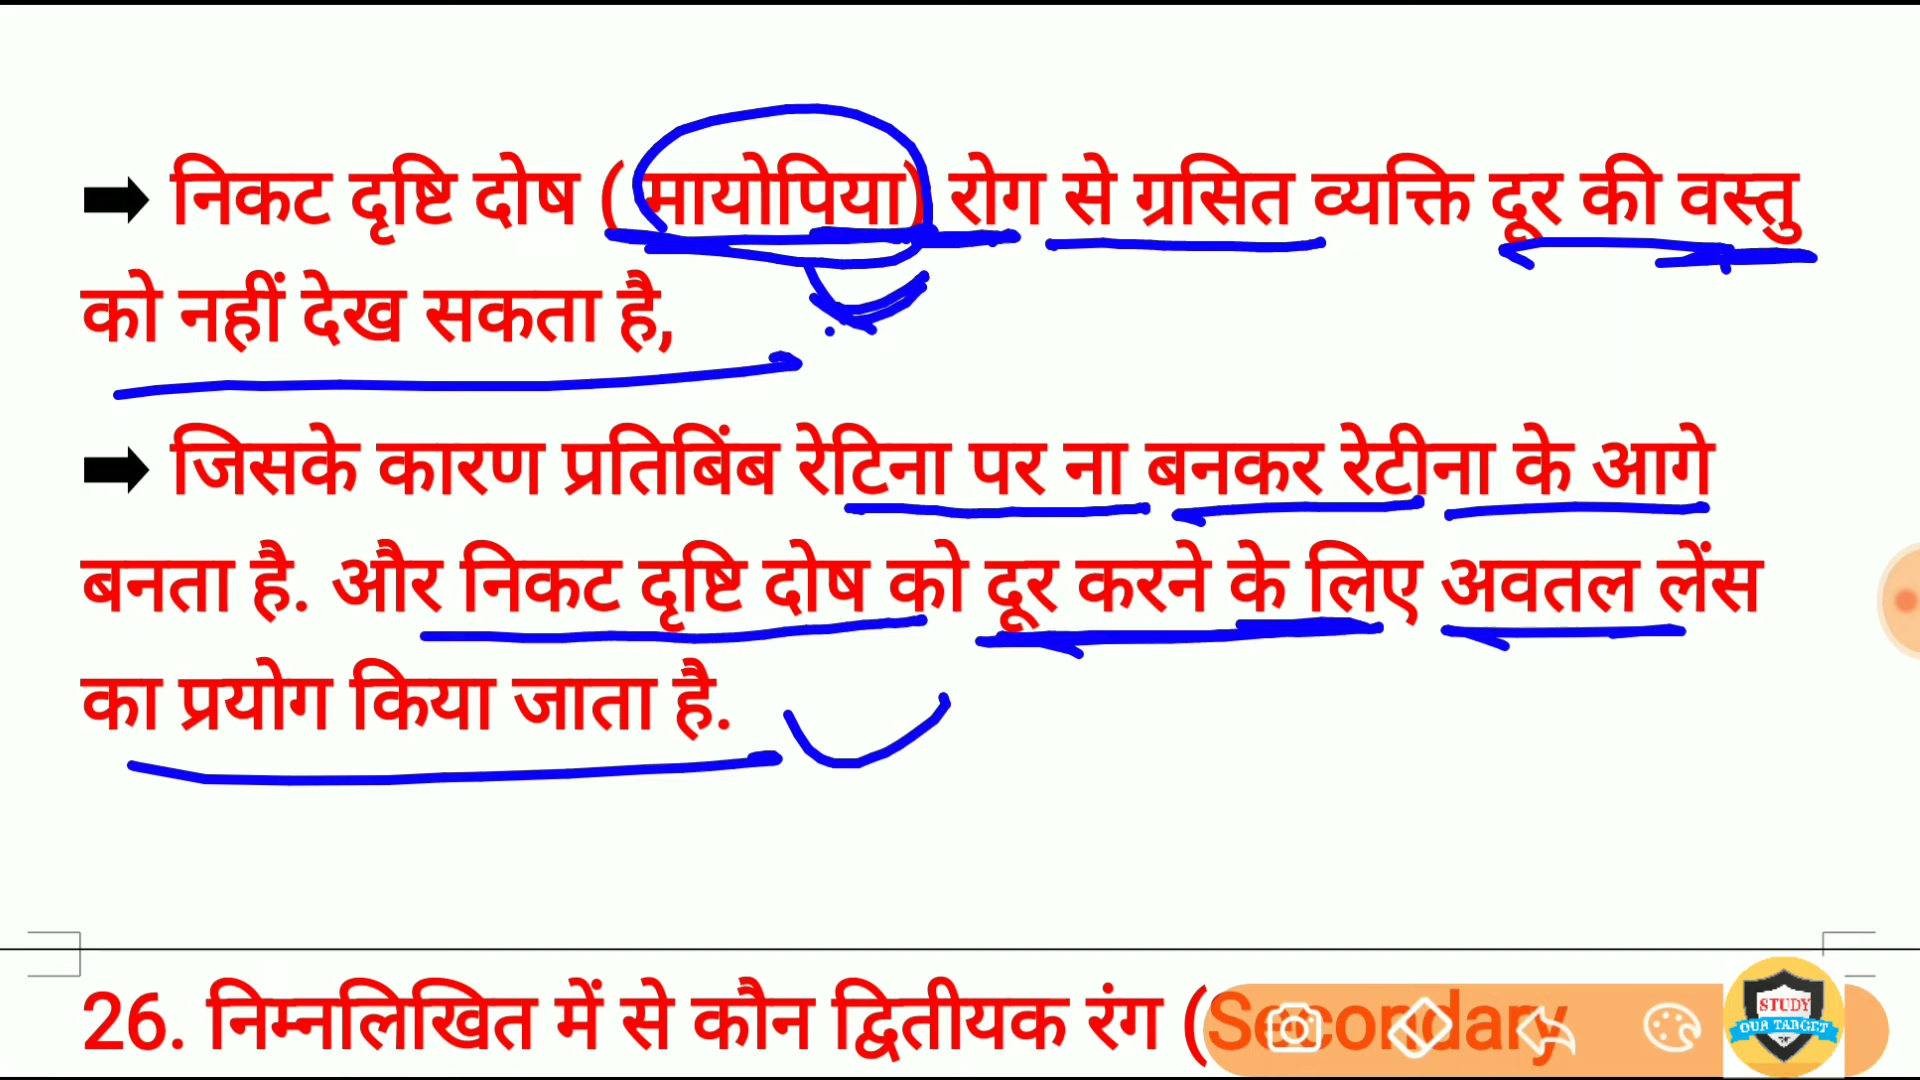 निकट दृष्टि दोष ( मायोपिया) रोग से ग्रसित व्यक्ति दूर की वस्तु
को नहीं देख सकता है,
जिसके कारण प्रतिबिंब रेटिना पर ना बनकर रेटीना के आगे
बनता है. और निकट दृष्टि दोष को दूर करने के लिए अवतल लेंस
का प्रयोग किया जाता है.
26. निम्नलिखित में से कौन द्वितीयक रंग (Secondary
STUDY
OUR TARGET